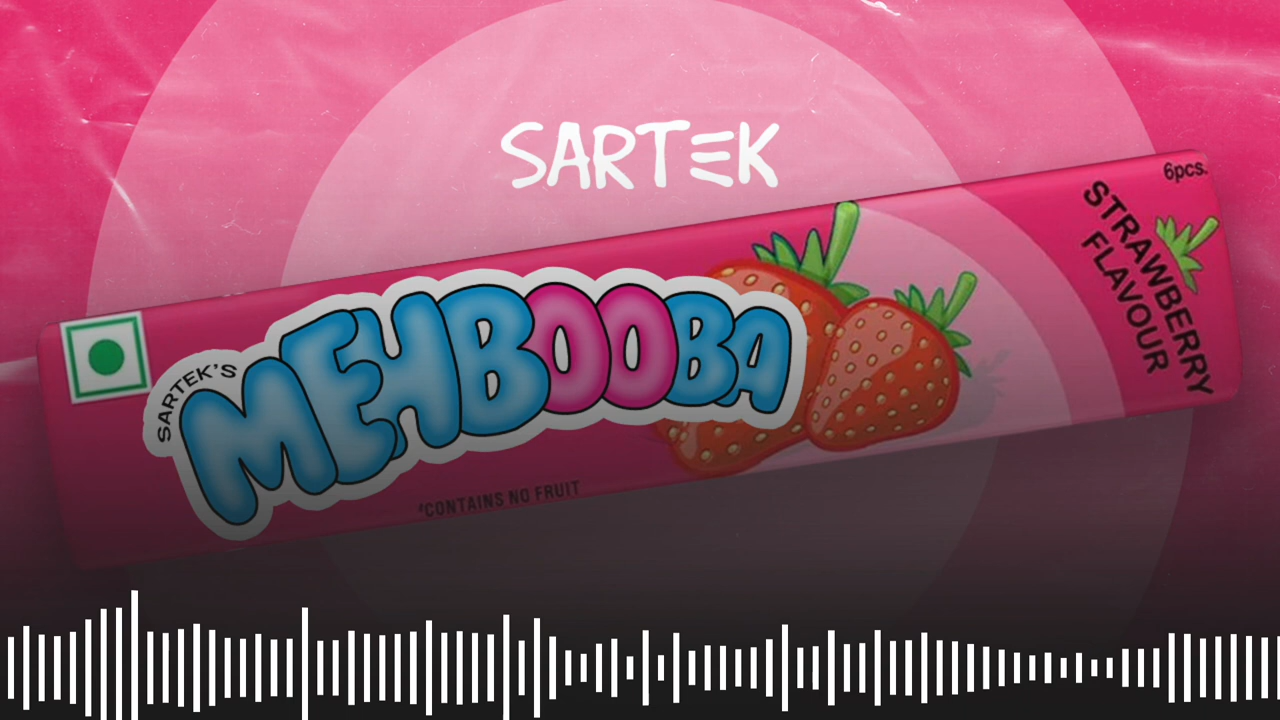 SARTEK
6pcs.
STRAWBERRY
FLAVOUR
SARTEK'S
MEHBOOBA
*CONTAINS NO FRUIT